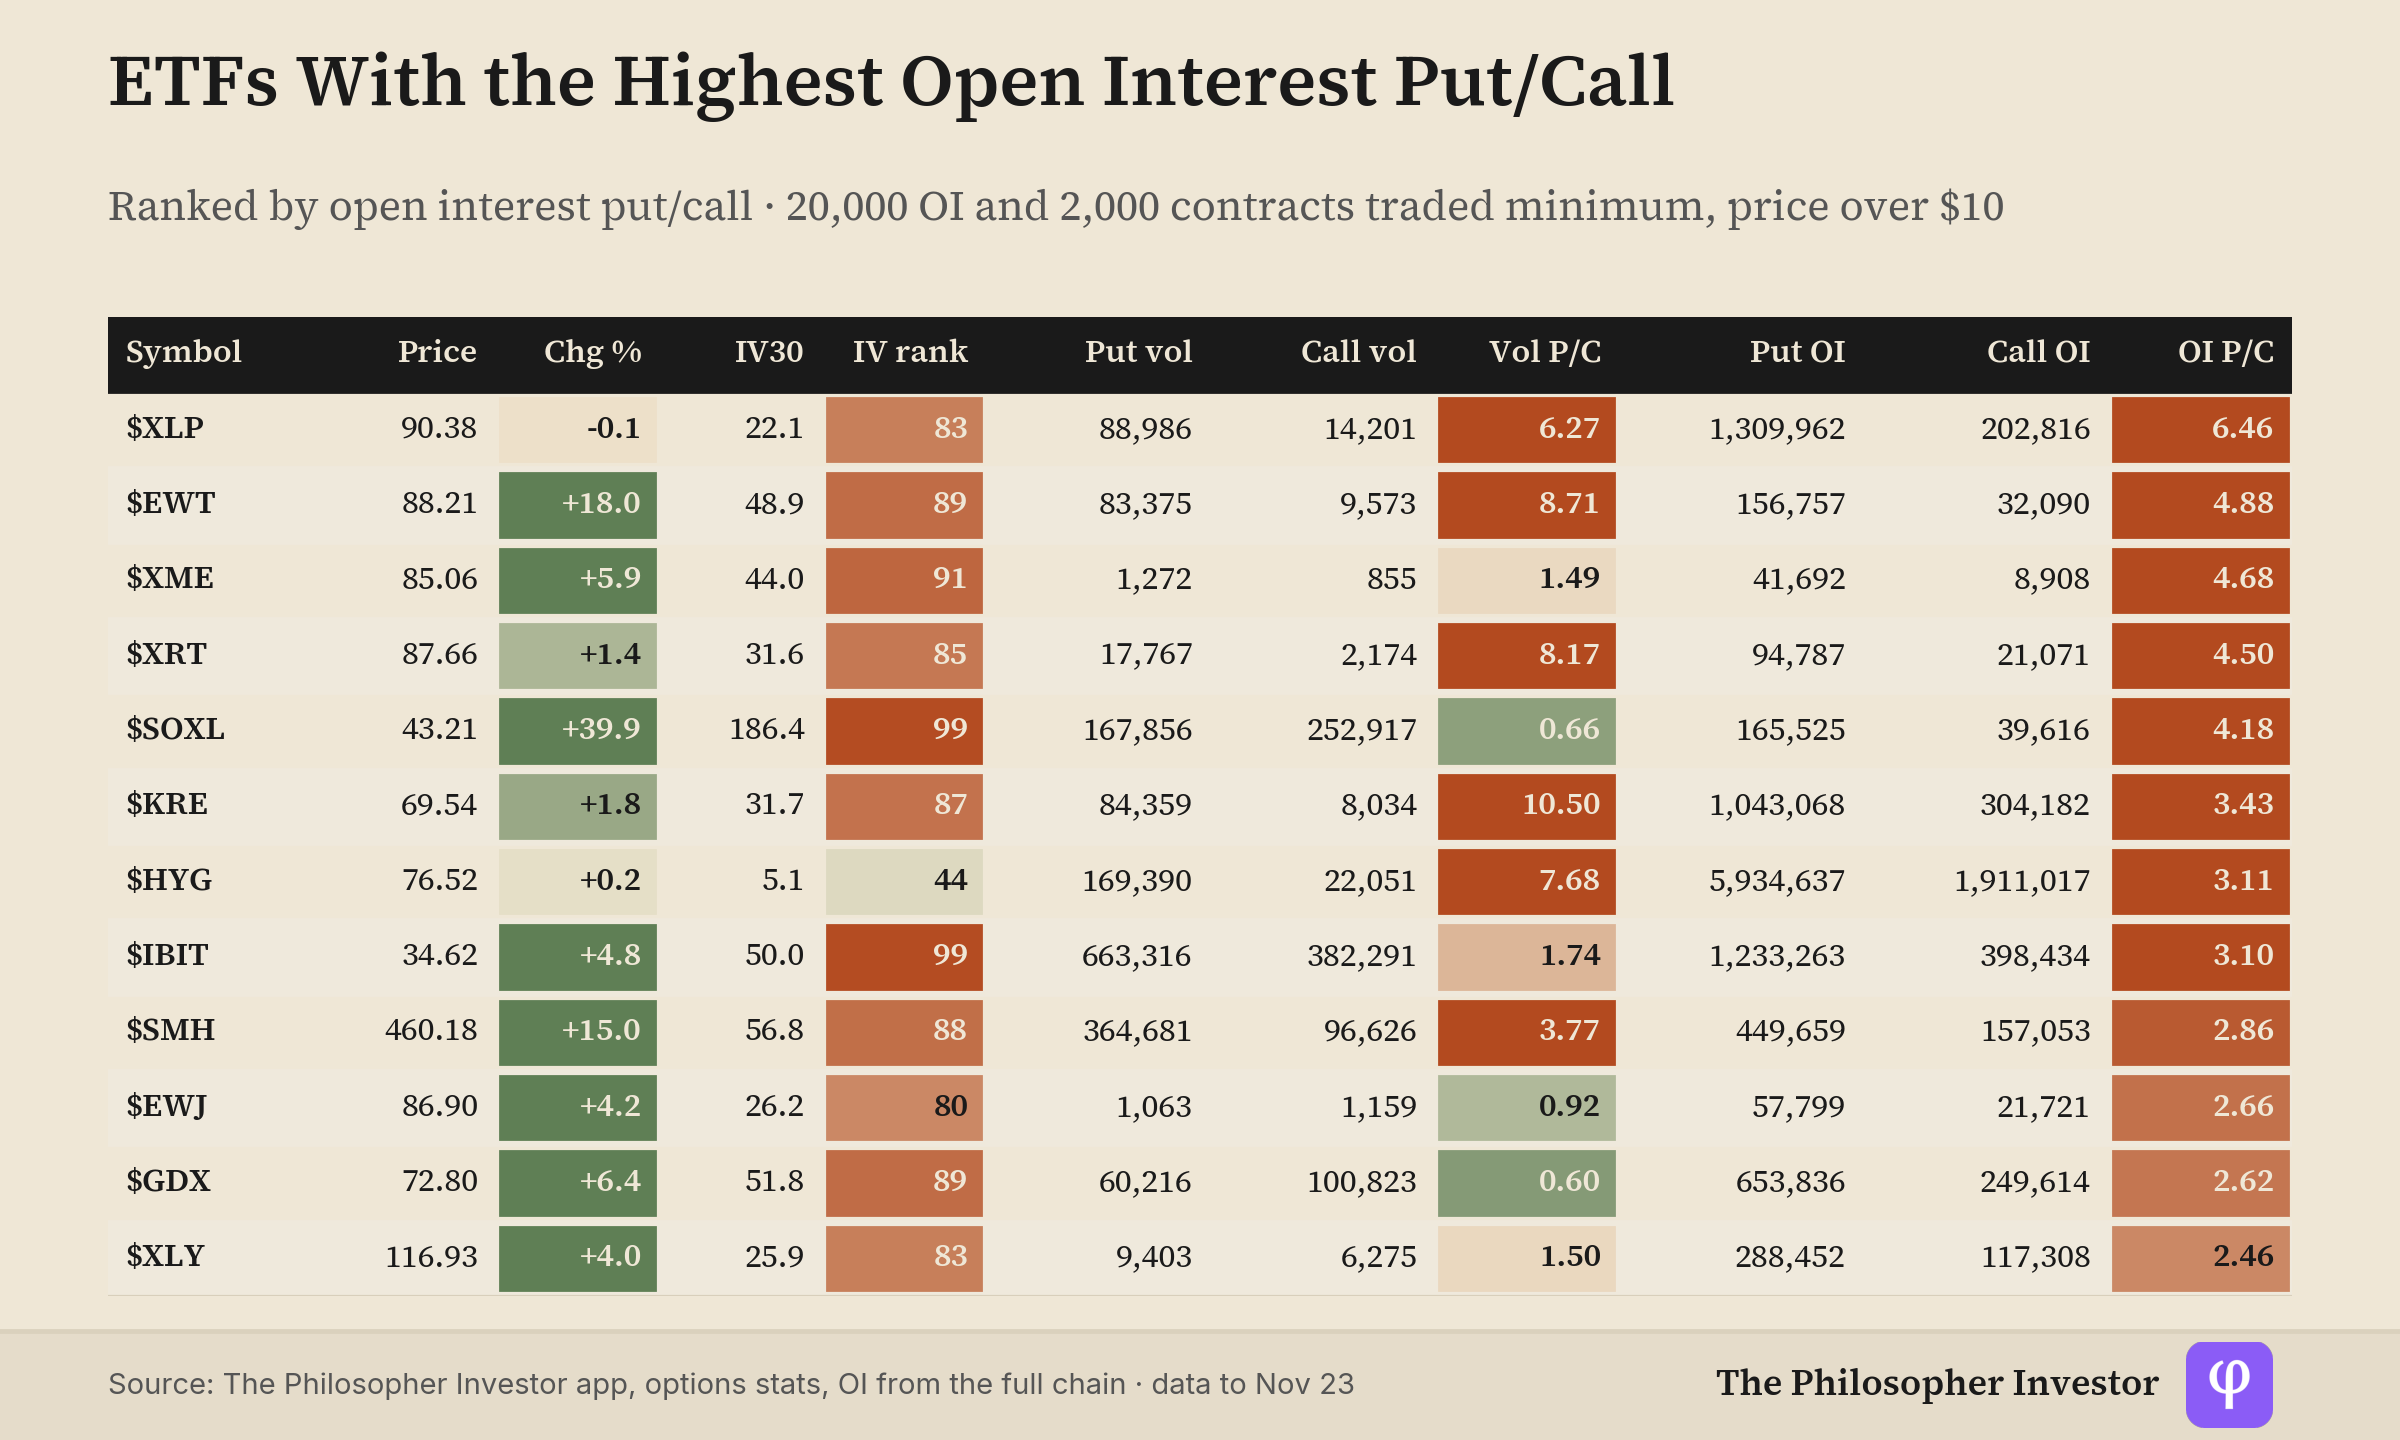 ETFs With the Highest Open Interest Put/Call
Ranked by open interest put/call · 20,000 OI and 2,000 contracts traded minimum, price over $10
Symbol Price Chg % IV30 IV rank Put vol Call vol Vol P/C Put OI Call OI OI P/C
$XLP 90.38 -0.1 22.1 83 88,986 14,201 6.27 1,309,962 202,816 6.46
$EWT 88.21 +18.0 48.9 89 83,375 9,573 8.71 156,757 32,090 4.88
$XME 85.06 +5.9 44.0 91 1,272 855 1.49 41,692 8,908 4.68
$XRT 87.66 +1.4 31.6 85 17,767 2,174 8.17 94,787 21,071 4.50
$SOXL 43.21 +39.9 186.4 99 167,856 252,917 0.66 165,525 39,616 4.18
$KRE 69.54 +1.8 31.7 87 84,359 8,034 10.50 1,043,068 304,182 3.43
$HYG 76.52 +0.2 5.1 44 169,390 22,051 7.68 5,934,637 1,911,017 3.11
$IBIT 34.62 +4.8 50.0 99 663,316 382,291 1.74 1,233,263 398,434 3.10
$SMH 460.18 +15.0 56.8 88 364,681 96,626 3.77 449,659 157,053 2.86
$EWJ 86.90 +4.2 26.2 80 1,063 1,159 0.92 57,799 21,721 2.66
$GDX 72.80 +6.4 51.8 89 60,216 100,823 0.60 653,836 249,614 2.62
$XLY 116.93 +4.0 25.9 83 9,403 6,275 1.50 288,452 117,308 2.46
Source: The Philosopher Investor app, options stats, OI from the full chain · data to Nov 23
The Philosopher Investor φ